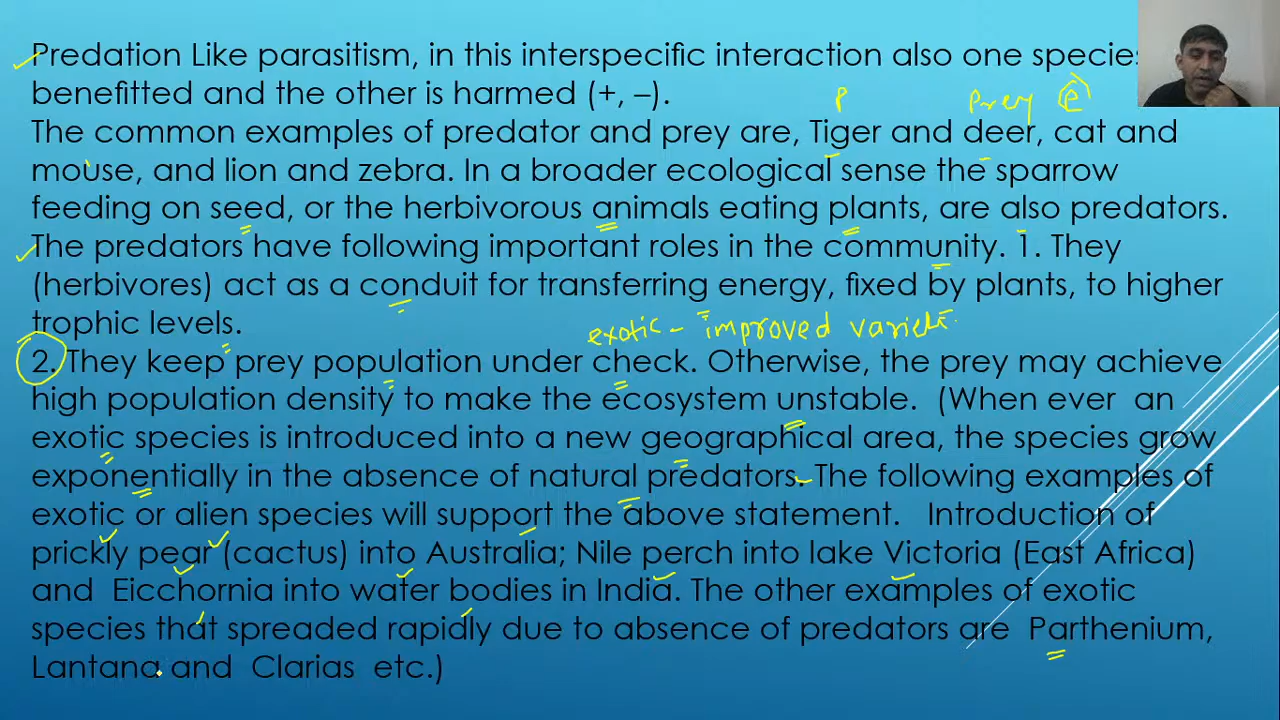 Predation Like parasitism, in this interspecific interaction also one species
benefitted and the other is harmed (+, –).
P
Prey P
The common examples of predator and prey are, Tiger and deer, cat and
mouse, and lion and zebra. In a broader ecological sense the sparrow
feeding on seed, or the herbivorous animals eating plants, are also predators.
The predators have following important roles in the community. 1. They
(herbivores) act as a conduit for transferring energy, fixed by plants, to higher
trophic levels.
exotic - improved
2. They keep prey population under check. Otherwise, the prey may achieve
high population density to make the ecosystem unstable. (When ever an
exotic species is introduced into a new geographical area, the species grow
exponentially in the absence of natural predators. The following examples of
exotic or alien species will support the above statement. Introduction of
prickly pear (cactus) into Australia; Nile perch into lake Victoria (East Africa)
and Eicchornia into water bodies in India. The other examples of exotic
species that spreaded rapidly due to absence of predators are Parthenium,
Lantana and Clarias etc.)